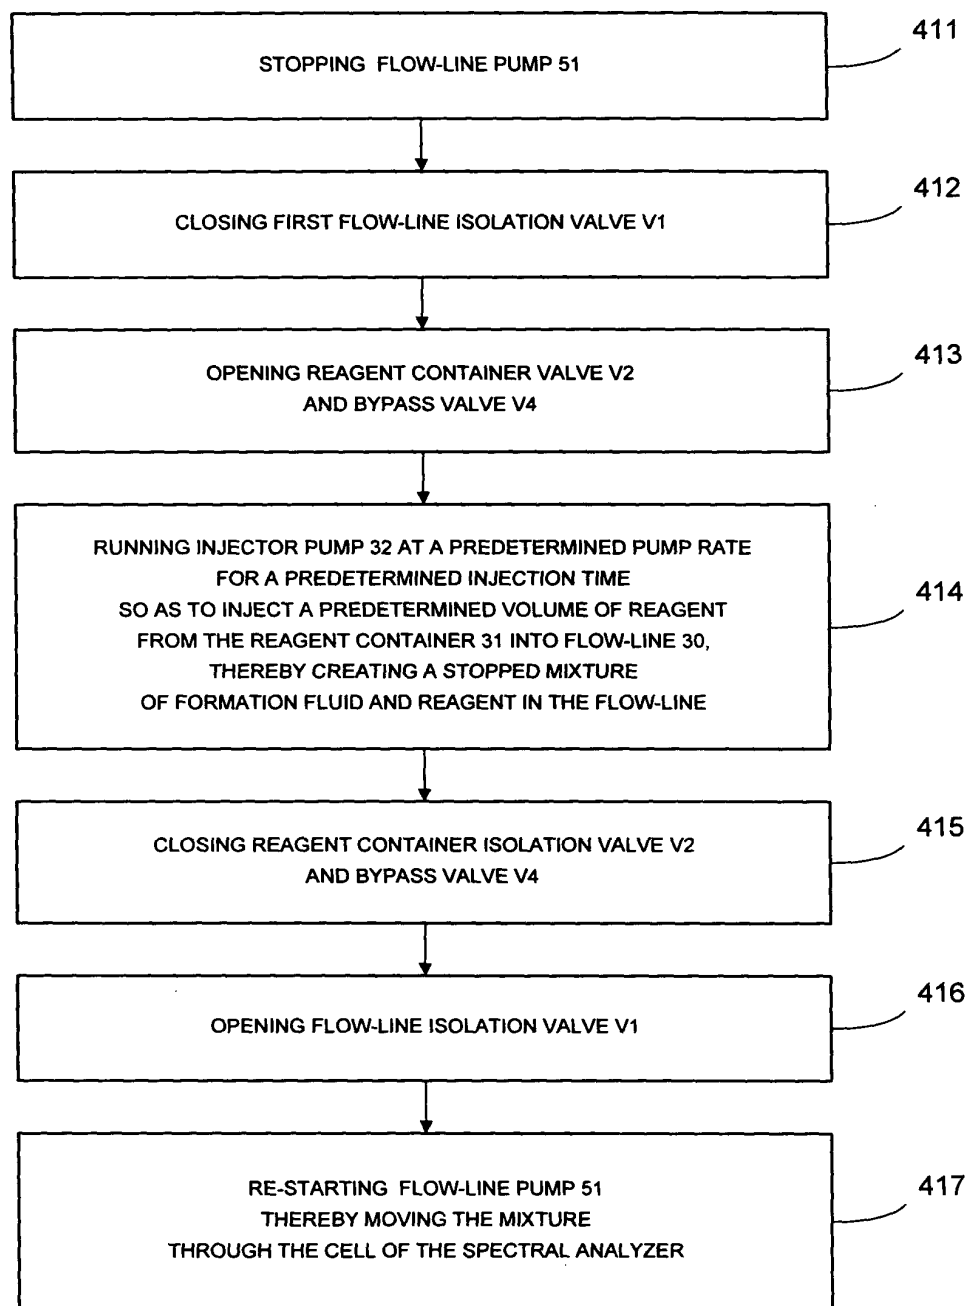 STOPPING FLOW-LINE PUMP 51
411
CLOSING FIRST FLOW-LINE ISOLATION VALVE V1
412
OPENING REAGENT CONTAINER VALVE V2
AND BYPASS VALVE V4
413
RUNNING INJECTOR PUMP 32 AT A PREDETERMINED PUMP RATE
FOR A PREDETERMINED INJECTION TIME
SO AS TO INJECT A PREDETERMINED VOLUME OF REAGENT
FROM THE REAGENT CONTAINER 31 INTO FLOW-LINE 30,
THEREBY CREATING A STOPPED MIXTURE
OF FORMATION FLUID AND REAGENT IN THE FLOW-LINE
414
CLOSING REAGENT CONTAINER ISOLATION VALVE V2
AND BYPASS VALVE V4
415
OPENING FLOW-LINE ISOLATION VALVE V1
416
RE-STARTING FLOW-LINE PUMP 51
THEREBY MOVING THE MIXTURE
THROUGH THE CELL OF THE SPECTRAL ANALYZER
417